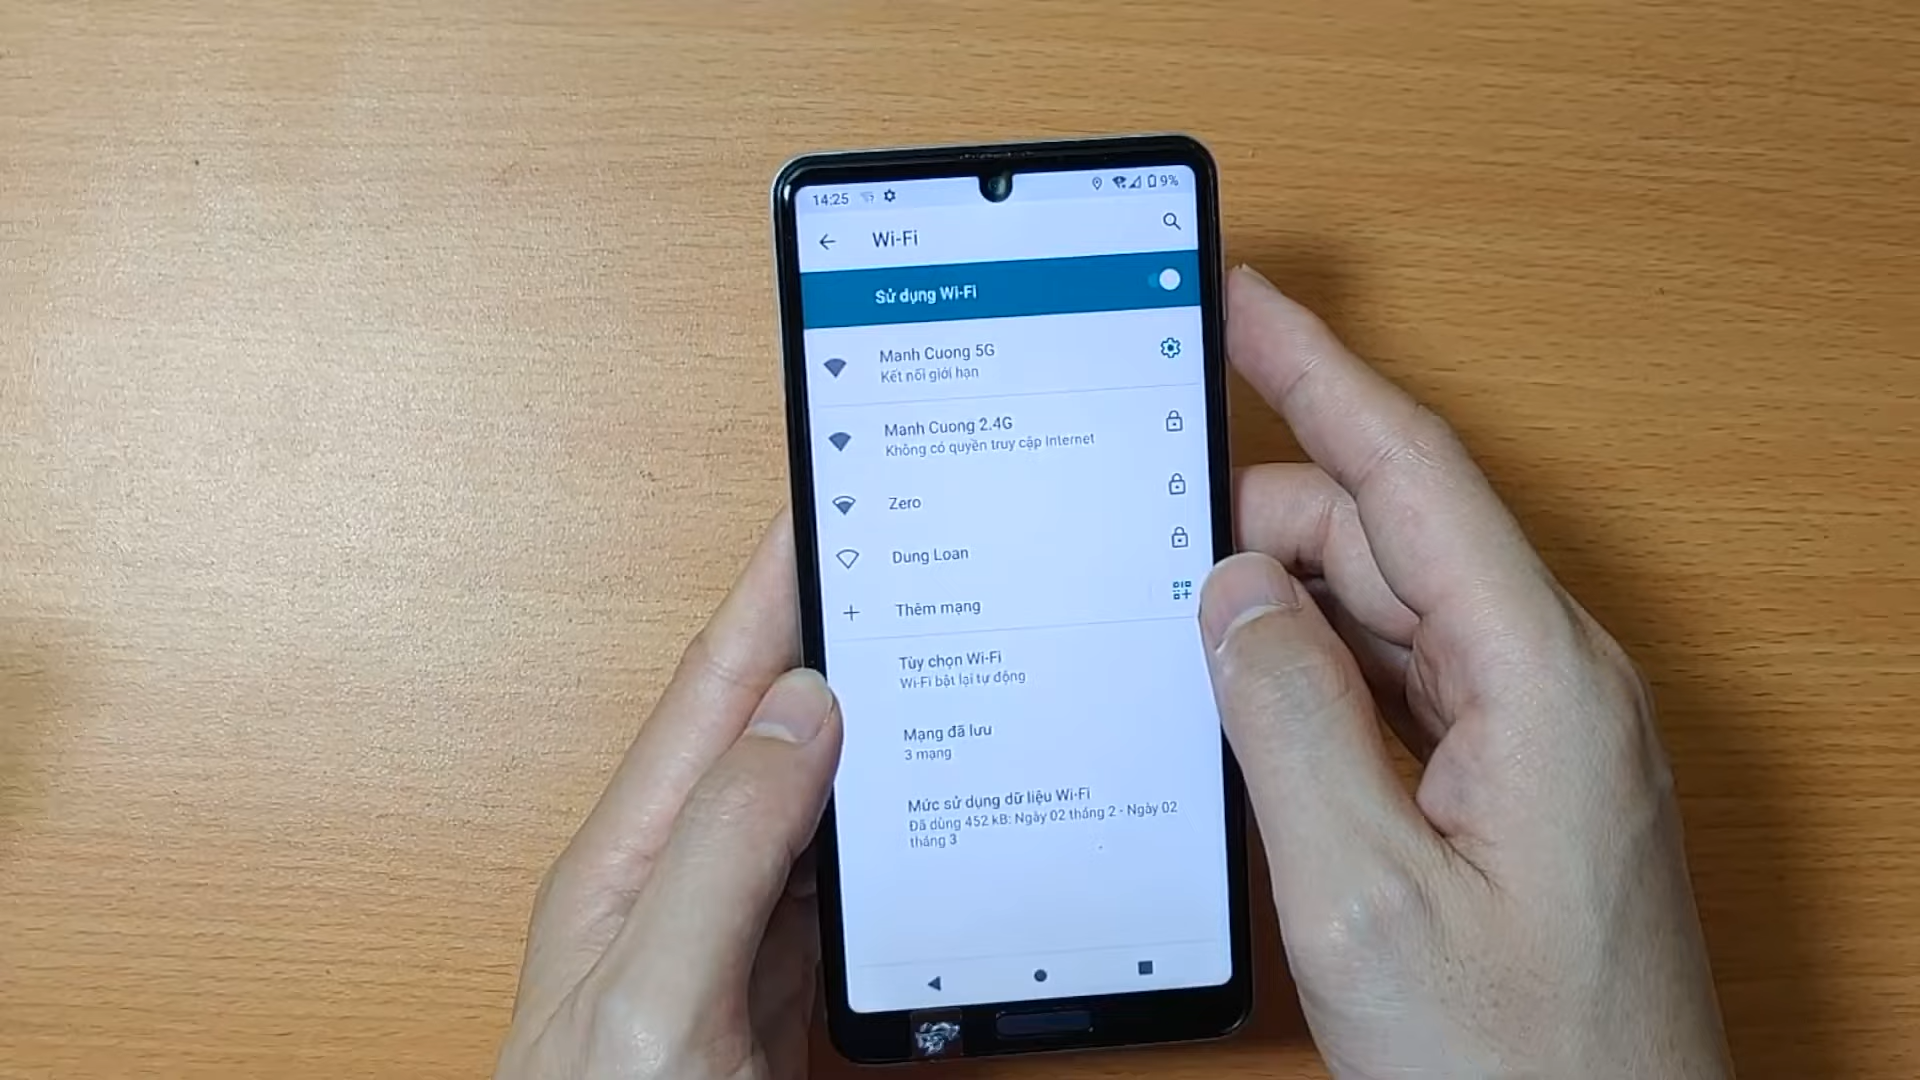 14:25
9%
Wi-Fi
Sử dụng Wi-Fi
Manh Cuong 5G
Kết nối giới hạn
Manh Cuong 2.4G
Không có quyền truy cập Internet
Zero
Dung Loan
Thêm mạng
Tùy chọn Wi-Fi
Wi-Fi bật lại tự động
Mạng đã lưu
3 mạng
Mức sử dụng dữ liệu Wi-Fi
Đã dùng 452 kB: Ngày 02 tháng 2 - Ngày 02
tháng 3